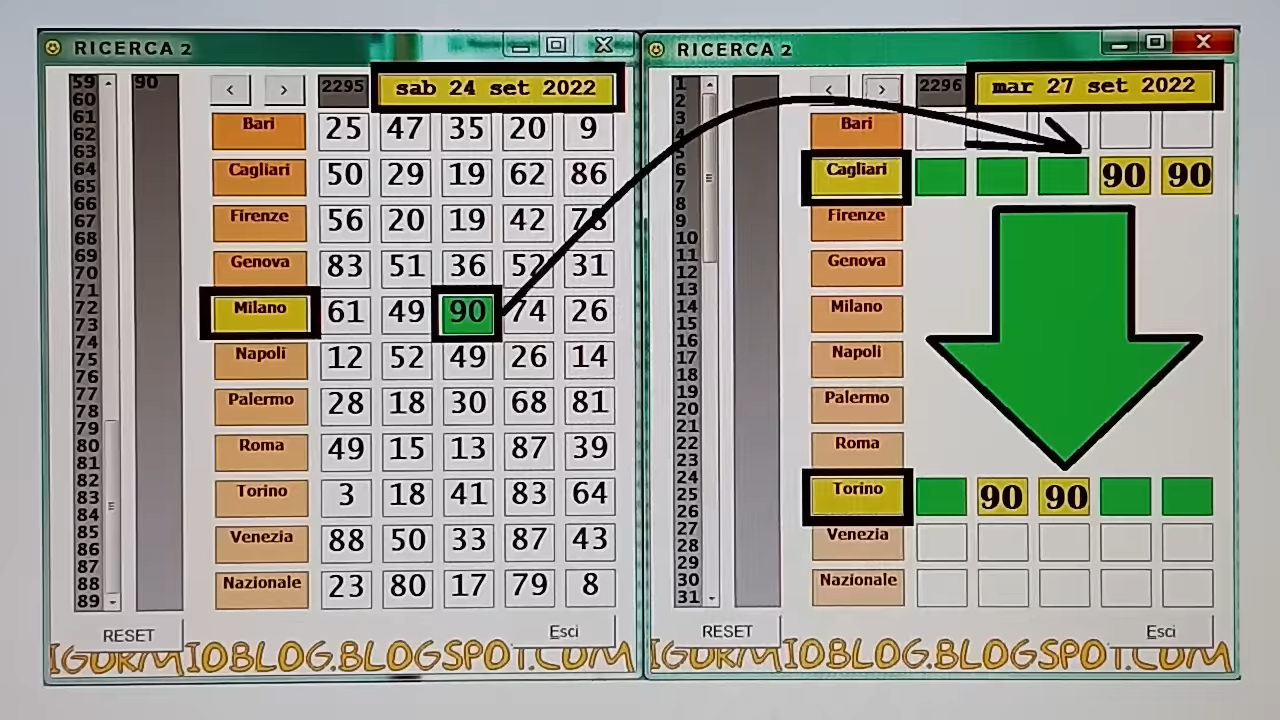 RICERCA 2
59 90 < > 2295 sab 24 set 2022
60
61 Bari 25 47 35 20 9
62
63
64 Cagliari 50 29 19 62 86
65
66
67 Firenze 56 20 19 42 78
68
69
70 Genova 83 51 36 52 31
71
72 Milano 61 49 90 74 26
73
74
75 Napoli 12 52 49 26 14
76
77
78 Palermo 28 18 30 68 81
79
80 Roma 49 15 13 87 39
81
82
83 Torino 3 18 41 83 64
84
85 Venezia 88 50 33 87 43
86
87
88 Nazionale 23 80 17 79 8
89
RESET Esci
IGORMIOBLOG.BLOGSPOT.COM
RICERCA 2
1 < > 2296 mar 27 set 2022
2
3 Bari
4
5
6 Cagliari 90 90
7
8
9 Firenze
10
11
12 Genova
13
14 Milano
15
16
17 Napoli
18
19
20 Palermo
21
22 Roma
23
24
25 Torino 90 90
26
27
28 Venezia
29
30 Nazionale
31
RESET Esci
IGORMIOBLOG.BLOGSPOT.COM